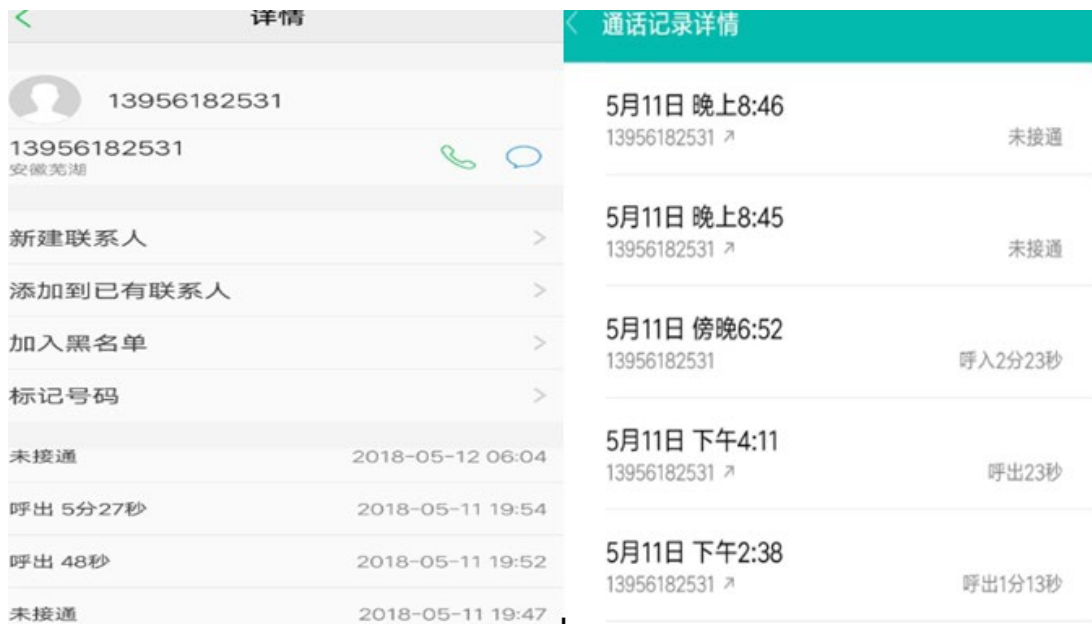 详情
13956182531
13956182531
安徽芜湖
新建联系人
添加到已有联系人
加入黑名单
标记号码
未接通 2018-05-12 06:04
呼出 5分27秒 2018-05-11 19:54
呼出 48秒 2018-05-11 19:52
未接通 2018-05-11 19:47
通话记录详情
5月11日 晚上8:46
13956182531 ↗ 未接通
5月11日 晚上8:45
13956182531 ↗ 未接通
5月11日 傍晚6:52
13956182531 呼入2分23秒
5月11日 下午4:11
13956182531 ↗ 呼出23秒
5月11日 下午2:38
13956182531 ↗ 呼出1分13秒